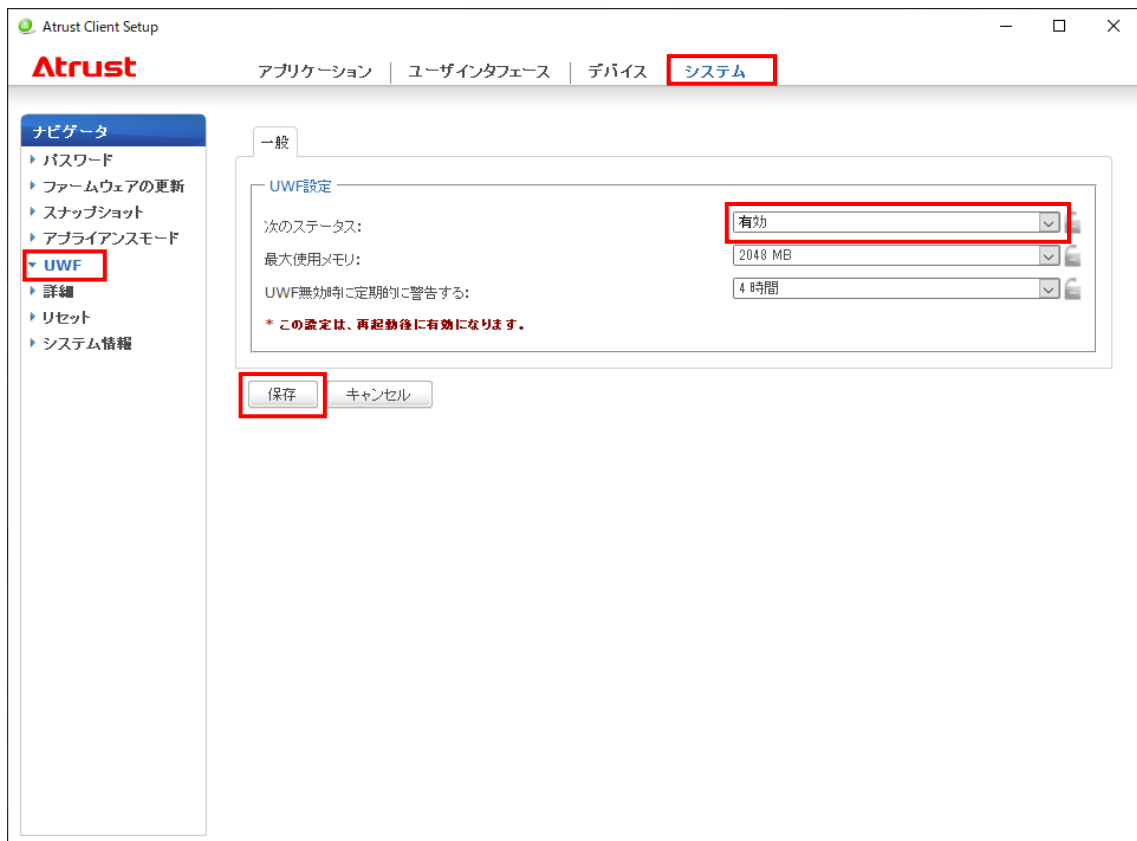 Atrust Client Setup
Atrust
アプリケーション | ユーザインタフェース | デバイス システム
ナビゲータ
パスワード
ファームウェアの更新
スナップショット
アプライアンスモード
UWF
詳細
リセット
システム情報
一般
UWF設定
次のステータス: 有効
最大使用メモリ: 2048 MB
UWF無効時に定期的に警告する: 4 時間
* この設定は、再起動後に有効になります。
保存 キャンセル